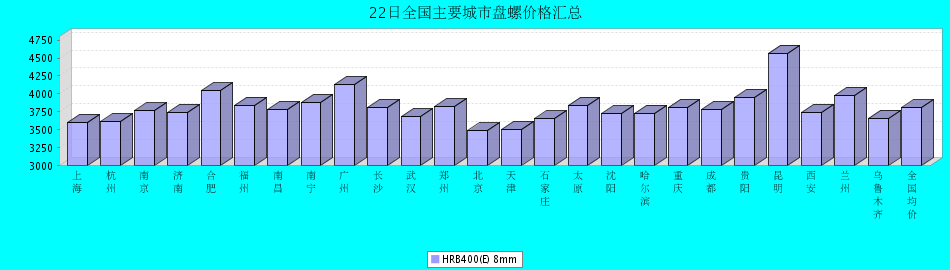 22日全国主要城市盘螺价格汇总
4750
4500
4250
4000
3750
3500
3250
3000
上海
杭州
南京
济南
合肥
福州
南昌
南宁
广州
长沙
武汉
郑州
北京
天津
石家庄
太原
沈阳
哈尔滨
重庆
成都
贵阳
昆明
西安
兰州
乌鲁木齐
全国均价
HRB400(E) 8mm